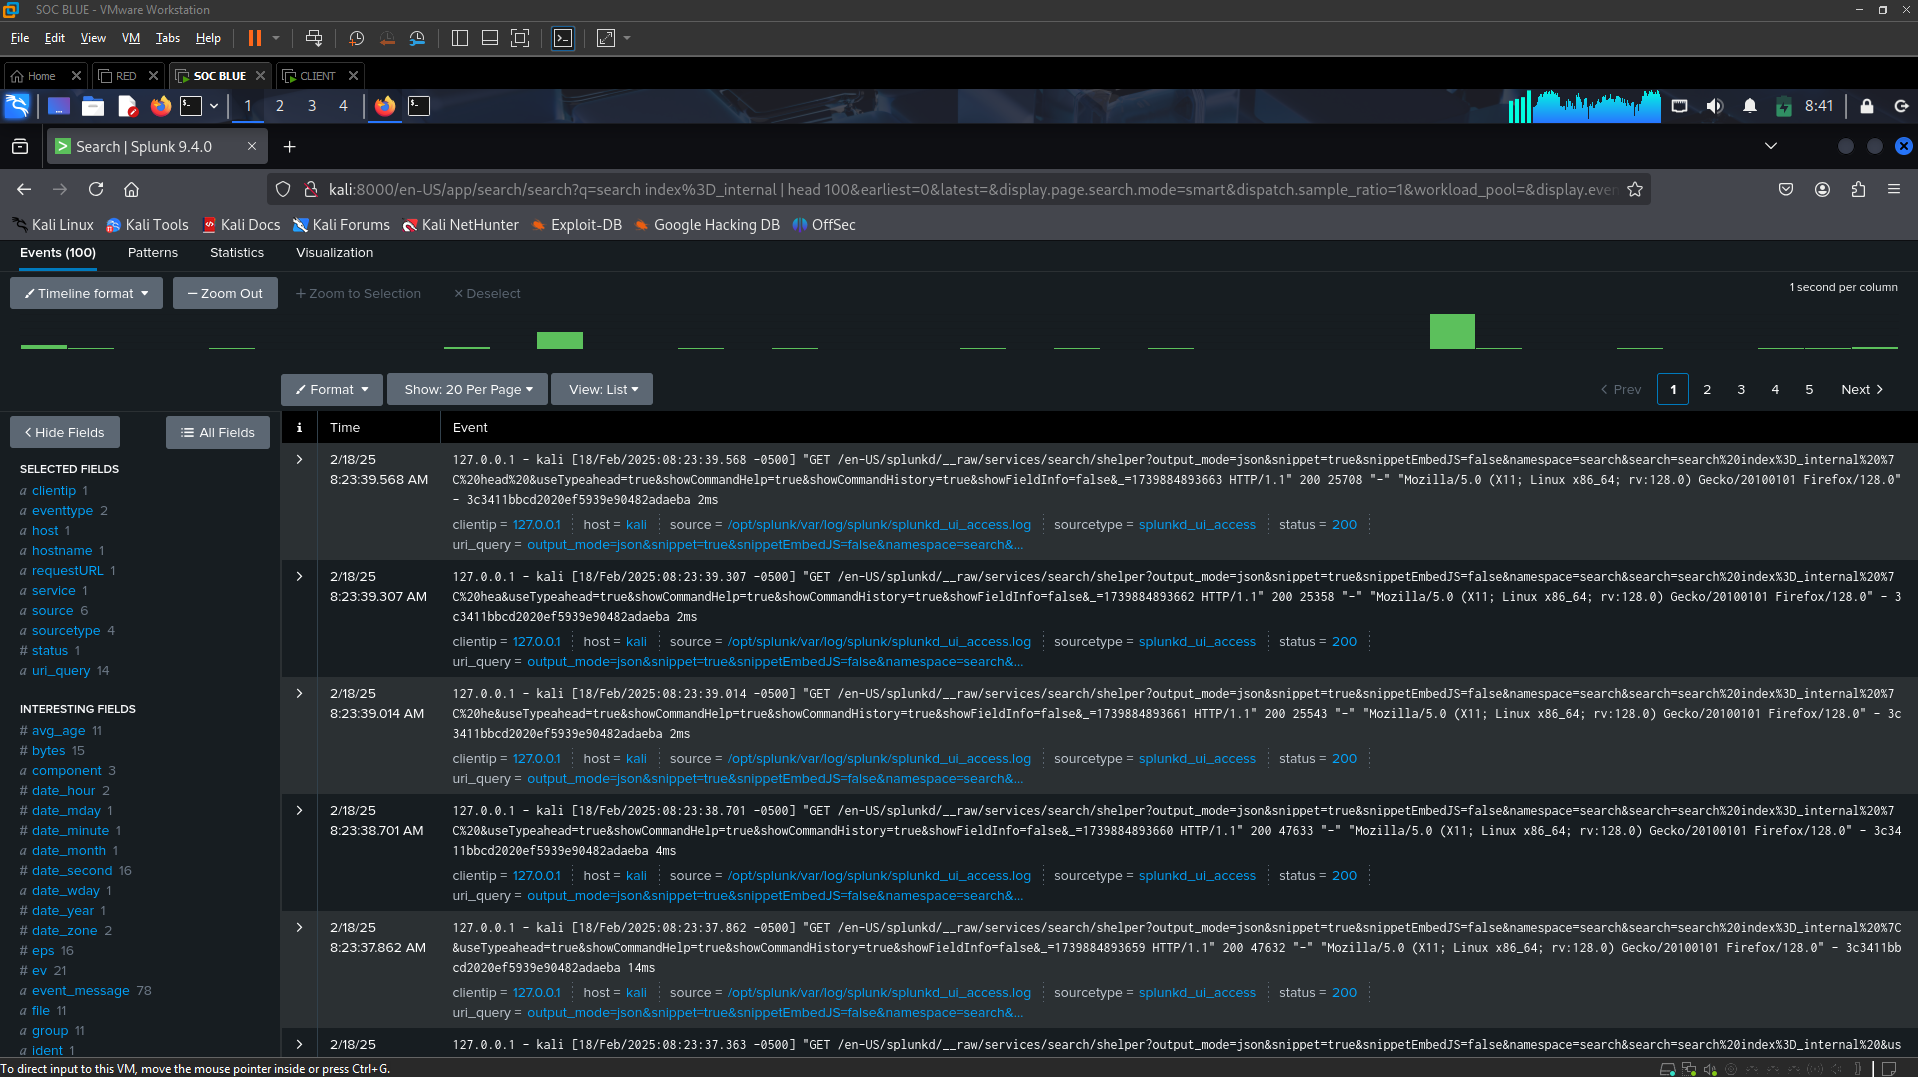 SOC BLUE - VMware Workstation
File Edit View VM Tabs Help
Home RED SOC BLUE CLIENT
1 2 3 4 8:41
Search | Splunk 9.4.0
kali:8000/en-US/app/search/search?q=search index%3D_internal | head 100&earliest=0&latest=&display.page.search.mode=smart&dispatch.sample_ratio=1&workload_pool=&display.even
Kali Linux Kali Tools Kali Docs Kali Forums Kali NetHunter Exploit-DB Google Hacking DB OffSec
Events (100) Patterns Statistics Visualization
Timeline format — Zoom Out + Zoom to Selection × Deselect 1 second per column
Format Show: 20 Per Page View: List < Prev 1 2 3 4 5 Next >
< Hide Fields All Fields
i Time Event
SELECTED FIELDS
a clientip 1
a eventtype 2
a host 1
a hostname 1
a requestURL 1
a service 1
a source 6
a sourcetype 4
# status 1
a uri_query 14
INTERESTING FIELDS
# avg_age 11
# bytes 15
a component 3
# date_hour 2
# date_mday 1
# date_minute 1
a date_month 1
# date_second 16
a date_wday 1
# date_year 1
# date_zone 2
# eps 16
# ev 21
a event_message 78
a file 11
a group 11
a ident 1
2/18/25
8:23:39.568 AM
127.0.0.1 - kali [18/Feb/2025:08:23:39.568 -0500] "GET /en-US/splunkd/__raw/services/search/shelper?output_mode=json&snippet=true&snippetEmbedJS=false&namespace=search&search=search%20index%3D_internal%20%7
C%20head%20&useTypeahead=true&showCommandHelp=true&showCommandHistory=true&showFieldInfo=false&_=1739884893663 HTTP/1.1" 200 25708 "-" "Mozilla/5.0 (X11; Linux x86_64; rv:128.0) Gecko/20100101 Firefox/128.0"
- 3c3411bbcd2020ef5939e90482adaeba 2ms
clientip = 127.0.0.1 host = kali source = /opt/splunk/var/log/splunk/splunkd_ui_access.log sourcetype = splunkd_ui_access status = 200
uri_query = output_mode=json&snippet=true&snippetEmbedJS=false&namespace=search&...
2/18/25
8:23:39.307 AM
127.0.0.1 - kali [18/Feb/2025:08:23:39.307 -0500] "GET /en-US/splunkd/__raw/services/search/shelper?output_mode=json&snippet=true&snippetEmbedJS=false&namespace=search&search=search%20index%3D_internal%20%7
C%20hea&useTypeahead=true&showCommandHelp=true&showCommandHistory=true&showFieldInfo=false&_=1739884893662 HTTP/1.1" 200 25358 "-" "Mozilla/5.0 (X11; Linux x86_64; rv:128.0) Gecko/20100101 Firefox/128.0" - 3
c3411bbcd2020ef5939e90482adaeba 2ms
clientip = 127.0.0.1 host = kali source = /opt/splunk/var/log/splunk/splunkd_ui_access.log sourcetype = splunkd_ui_access status = 200
uri_query = output_mode=json&snippet=true&snippetEmbedJS=false&namespace=search&...
2/18/25
8:23:39.014 AM
127.0.0.1 - kali [18/Feb/2025:08:23:39.014 -0500] "GET /en-US/splunkd/__raw/services/search/shelper?output_mode=json&snippet=true&snippetEmbedJS=false&namespace=search&search=search%20index%3D_internal%20%7
C%20he&useTypeahead=true&showCommandHelp=true&showCommandHistory=true&showFieldInfo=false&_=1739884893661 HTTP/1.1" 200 25543 "-" "Mozilla/5.0 (X11; Linux x86_64; rv:128.0) Gecko/20100101 Firefox/128.0" - 3c
3411bbcd2020ef5939e90482adaeba 2ms
clientip = 127.0.0.1 host = kali source = /opt/splunk/var/log/splunk/splunkd_ui_access.log sourcetype = splunkd_ui_access status = 200
uri_query = output_mode=json&snippet=true&snippetEmbedJS=false&namespace=search&...
2/18/25
8:23:38.701 AM
127.0.0.1 - kali [18/Feb/2025:08:23:38.701 -0500] "GET /en-US/splunkd/__raw/services/search/shelper?output_mode=json&snippet=true&snippetEmbedJS=false&namespace=search&search=search%20index%3D_internal%20%7
C%20&useTypeahead=true&showCommandHelp=true&showCommandHistory=true&showFieldInfo=false&_=1739884893660 HTTP/1.1" 200 47633 "-" "Mozilla/5.0 (X11; Linux x86_64; rv:128.0) Gecko/20100101 Firefox/128.0" - 3c34
11bbcd2020ef5939e90482adaeba 4ms
clientip = 127.0.0.1 host = kali source = /opt/splunk/var/log/splunk/splunkd_ui_access.log sourcetype = splunkd_ui_access status = 200
uri_query = output_mode=json&snippet=true&snippetEmbedJS=false&namespace=search&...
2/18/25
8:23:37.862 AM
127.0.0.1 - kali [18/Feb/2025:08:23:37.862 -0500] "GET /en-US/splunkd/__raw/services/search/shelper?output_mode=json&snippet=true&snippetEmbedJS=false&namespace=search&search=search%20index%3D_internal%20%7C
&useTypeahead=true&showCommandHelp=true&showCommandHistory=true&showFieldInfo=false&_=1739884893659 HTTP/1.1" 200 47632 "-" "Mozilla/5.0 (X11; Linux x86_64; rv:128.0) Gecko/20100101 Firefox/128.0" - 3c3411bb
cd2020ef5939e90482adaeba 14ms
clientip = 127.0.0.1 host = kali source = /opt/splunk/var/log/splunk/splunkd_ui_access.log sourcetype = splunkd_ui_access status = 200
uri_query = output_mode=json&snippet=true&snippetEmbedJS=false&namespace=search&...
2/18/25
127.0.0.1 - kali [18/Feb/2025:08:23:37.363 -0500] "GET /en-US/splunkd/__raw/services/search/shelper?output_mode=json&snippet=true&snippetEmbedJS=false&namespace=search&search=search%20index%3D_internal%20&us
To direct input to this VM, move the mouse pointer inside or press Ctrl+G.